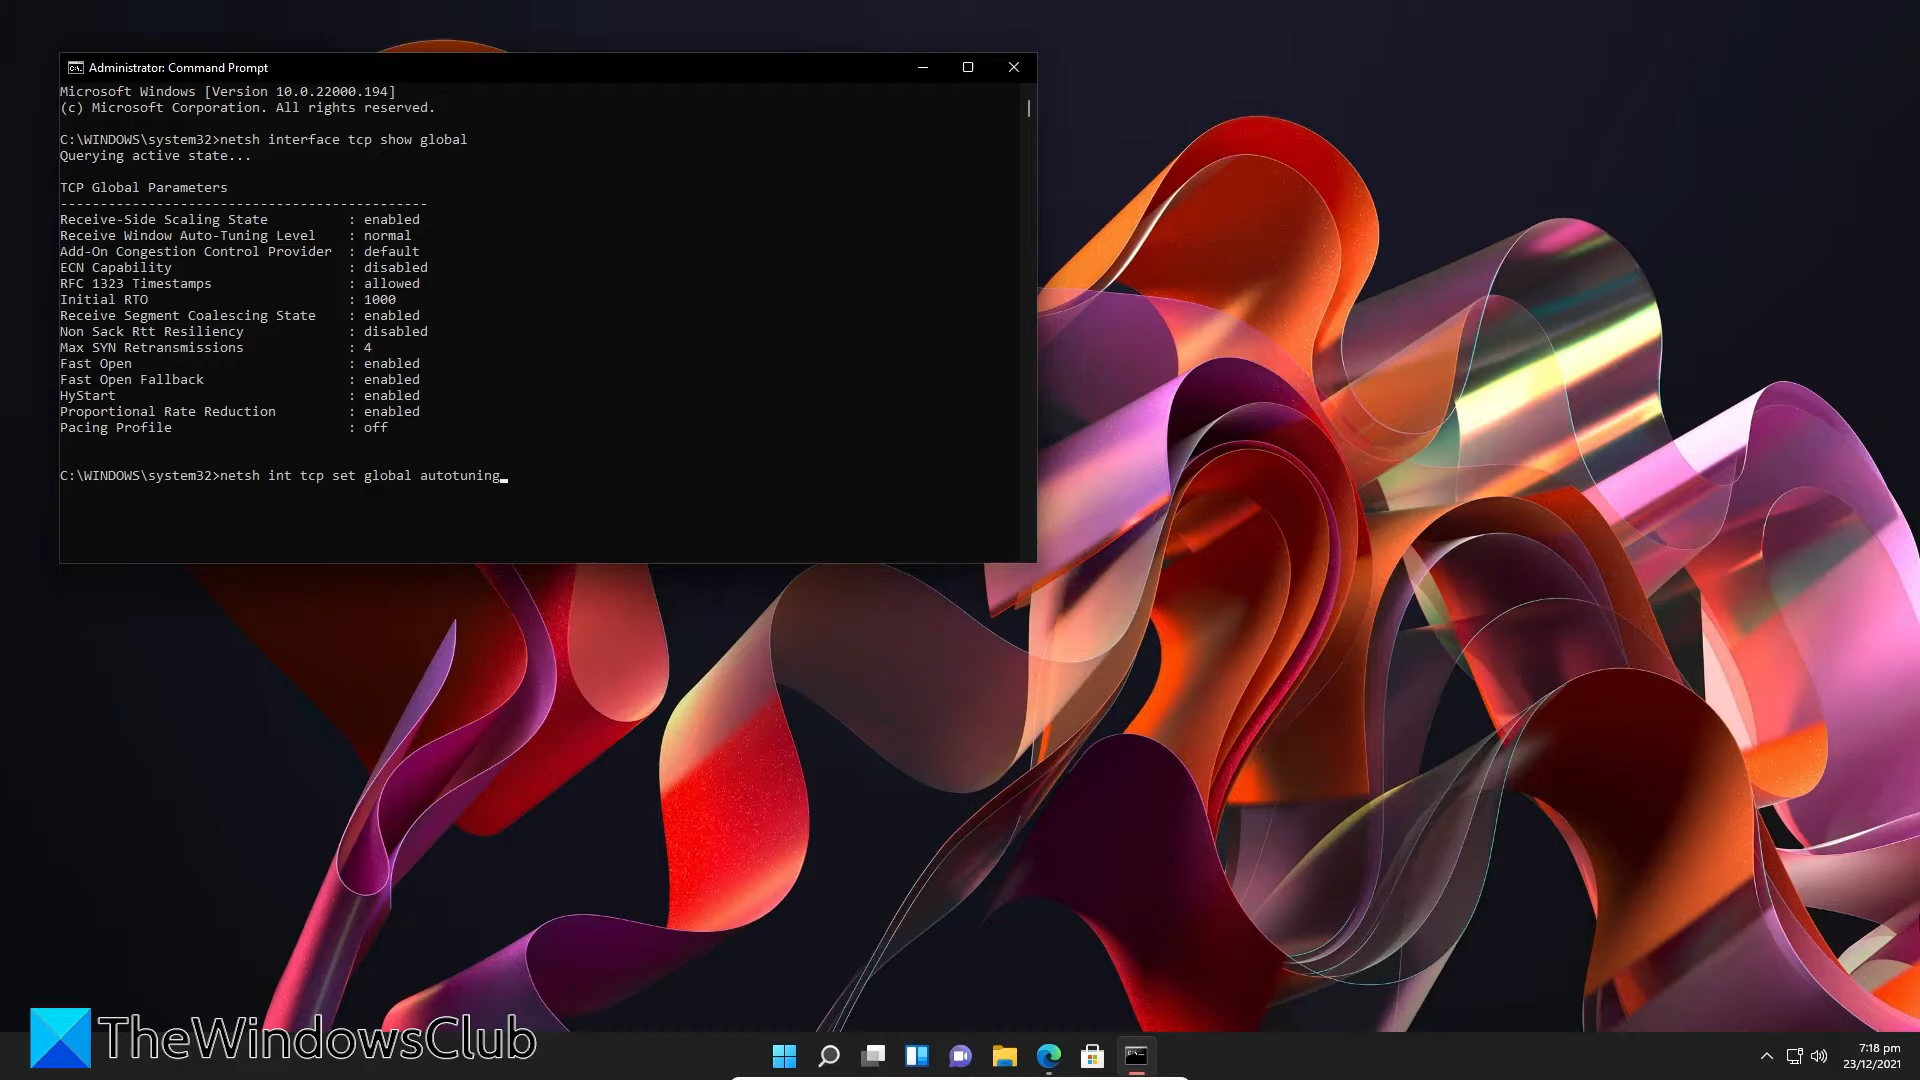 Administrator: Command Prompt
Microsoft Windows [Version 10.0.22000.194]
(c) Microsoft Corporation. All rights reserved.
C:\WINDOWS\system32>netsh interface tcp show global
Querying active state...
TCP Global Parameters
----------------------------------------------
Receive-Side Scaling State          : enabled
Receive Window Auto-Tuning Level    : normal
Add-On Congestion Control Provider  : default
ECN Capability                      : disabled
RFC 1323 Timestamps                 : allowed
Initial RTO                         : 1000
Receive Segment Coalescing State    : enabled
Non Sack Rtt Resiliency             : disabled
Max SYN Retransmissions             : 4
Fast Open                           : enabled
Fast Open Fallback                  : enabled
HyStart                             : enabled
Proportional Rate Reduction         : enabled
Pacing Profile                      : off
C:\WINDOWS\system32>netsh int tcp set global autotuning
TheWindowsClub
7:18 pm
23/12/2021